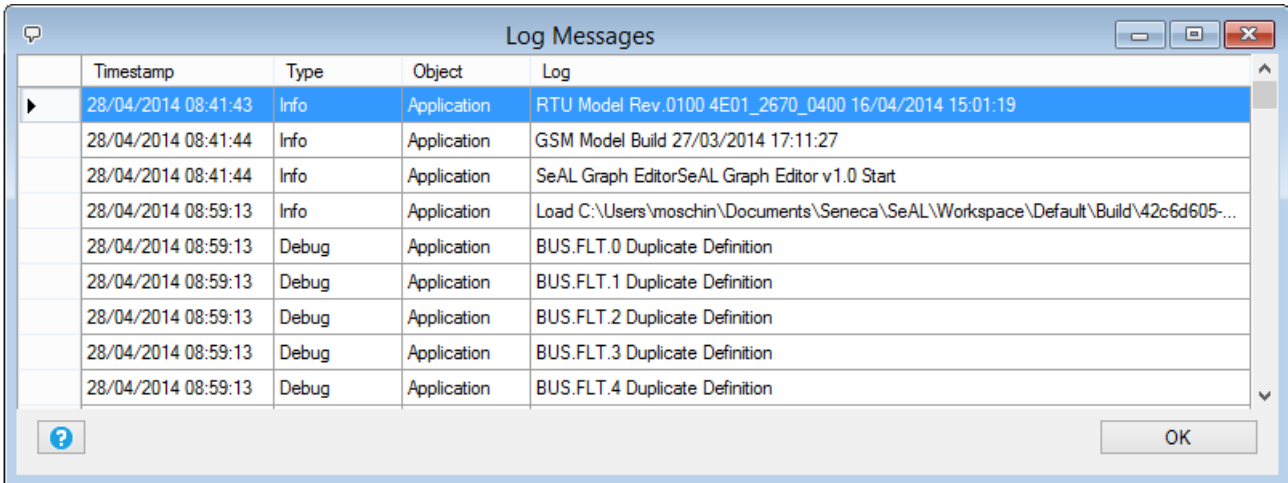 Log Messages
Timestamp Type Object Log
28/04/2014 08:41:43 Info Application RTU Model Rev.0100 4E01_2670_0400 16/04/2014 15:01:19
28/04/2014 08:41:44 Info Application GSM Model Build 27/03/2014 17:11:27
28/04/2014 08:41:44 Info Application SeAL Graph EditorSeAL Graph Editor v1.0 Start
28/04/2014 08:59:13 Info Application Load C:\Users\moschin\Documents\Seneca\SeAL\Workspace\Default\Build\42c6d605-...
28/04/2014 08:59:13 Debug Application BUS.FLT.0 Duplicate Definition
28/04/2014 08:59:13 Debug Application BUS.FLT.1 Duplicate Definition
28/04/2014 08:59:13 Debug Application BUS.FLT.2 Duplicate Definition
28/04/2014 08:59:13 Debug Application BUS.FLT.3 Duplicate Definition
28/04/2014 08:59:13 Debug Application BUS.FLT.4 Duplicate Definition
? OK